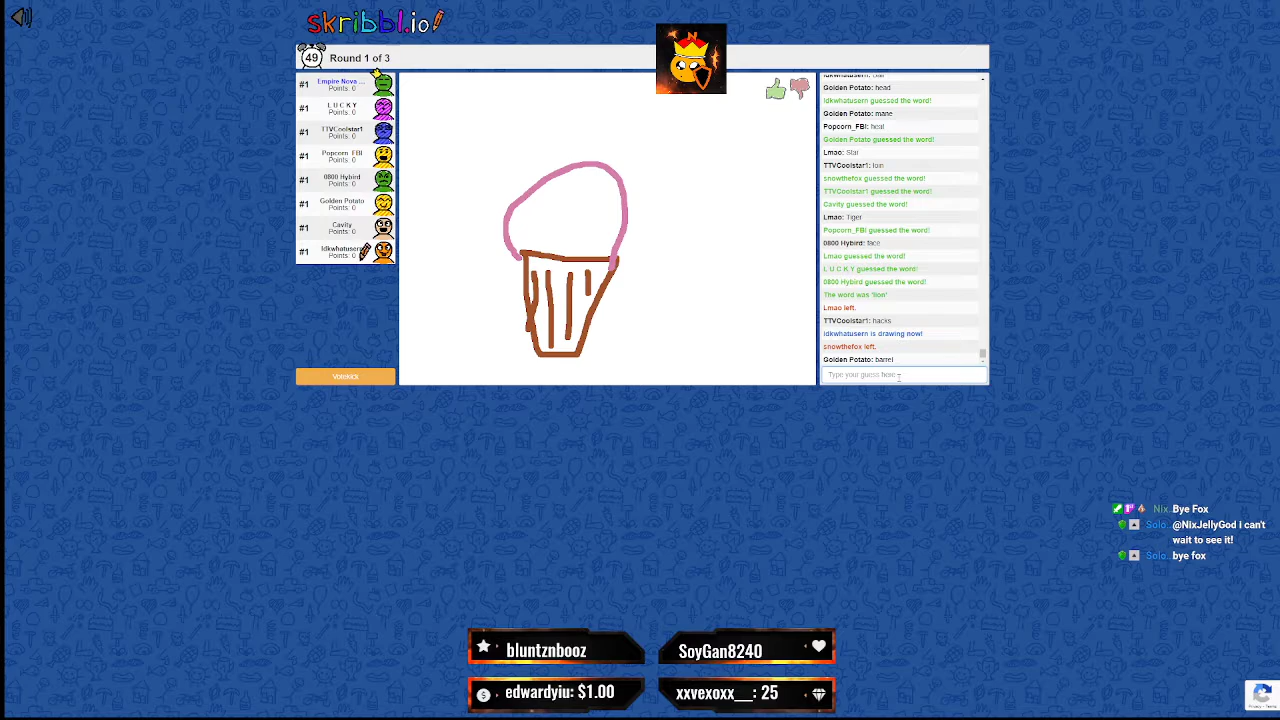 skribbl.io
N
49
Round 1 of 3
#1 Empire Nova ...
Points: 0
#1 L U C K Y
Points: 0
#1 TTVCoolstar1
Points: 0
#1 Popcorn_FBI
Points: 0
#1 0800 Hybird
Points: 0
#1 Golden Potato
Points: 0
#1 Cavity
Points: 0
#1 Idkwhatusern
Points: 0
Votekick
Golden Potato: head
Idkwhatusern guessed the word!
Golden Potato: mane
Popcorn_FBI: heal
Golden Potato guessed the word!
Lmao: Star
TTVCoolstar1: loin
snowthefox guessed the word!
TTVCoolstar1 guessed the word!
Cavity guessed the word!
Lmao: Tiger
Popcorn_FBI guessed the word!
0800 Hybird: face
Lmao guessed the word!
L U C K Y guessed the word!
0800 Hybird guessed the word!
The word was 'lion'
Lmao left.
TTVCoolstar1: hacks
Idkwhatusern is drawing now!
snowthefox left.
Golden Potato: barrel
Type your guess here...
Nix.. Bye Fox
Solo.. @NixJellyGod i can't
wait to see it!
Solo.. bye fox
bluntznbooz
SoyGan8240
edwardyiu: $1.00
xxvexoxx__: 25
Privacy - Terms